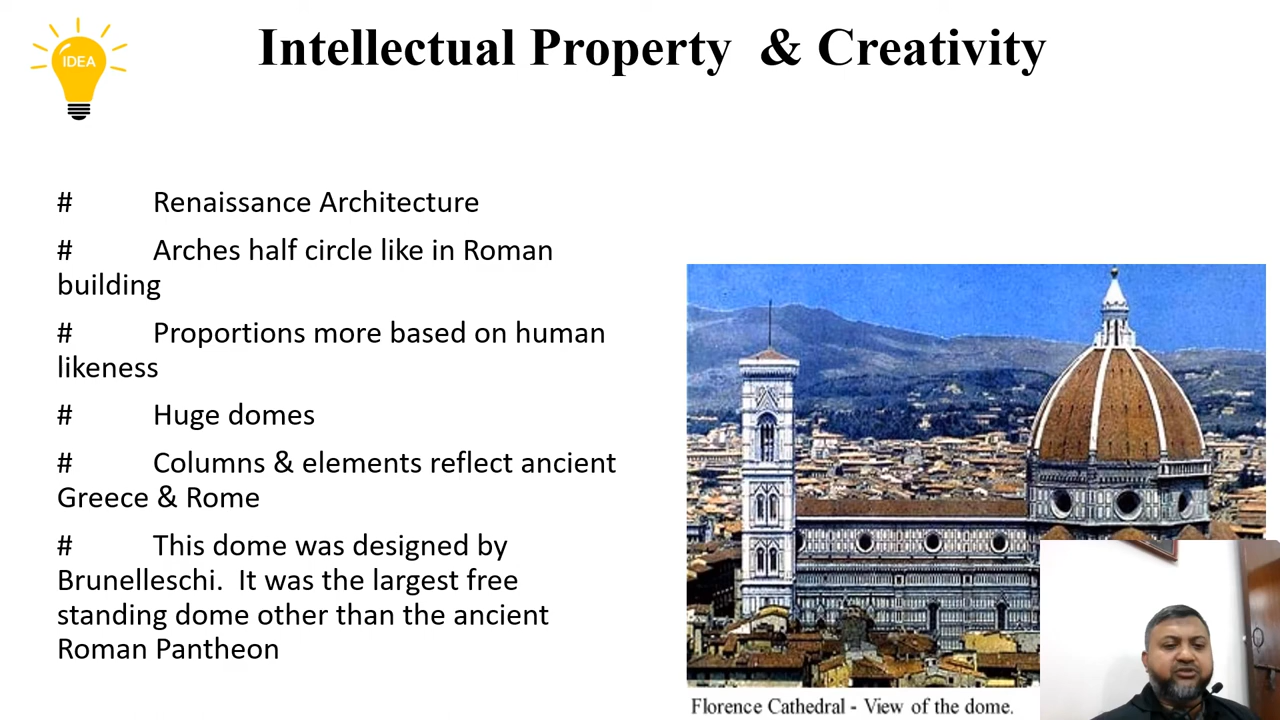 IDEA
Intellectual Property & Creativity
# Renaissance Architecture
# Arches half circle like in Roman
building
# Proportions more based on human
likeness
# Huge domes
# Columns & elements reflect ancient
Greece & Rome
# This dome was designed by
Brunelleschi. It was the largest free
standing dome other than the ancient
Roman Pantheon
Florence Cathedral - View of the dome.